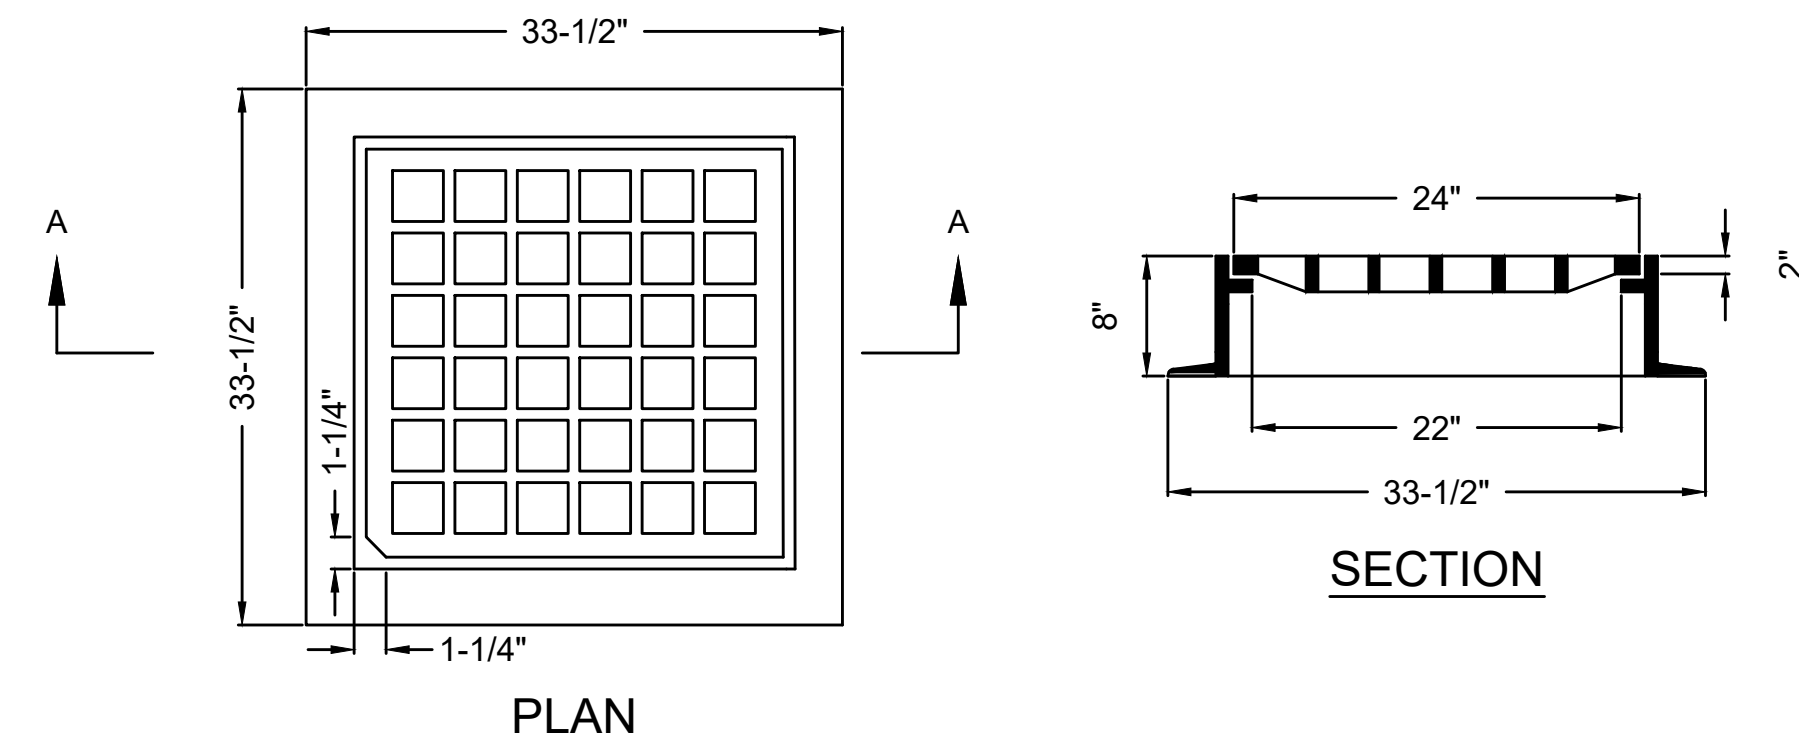 33-1/2"
A
A
33-1/2"
1-1/4"
1-1/4"
PLAN
24"
2"
8"
22"
33-1/2"
SECTION